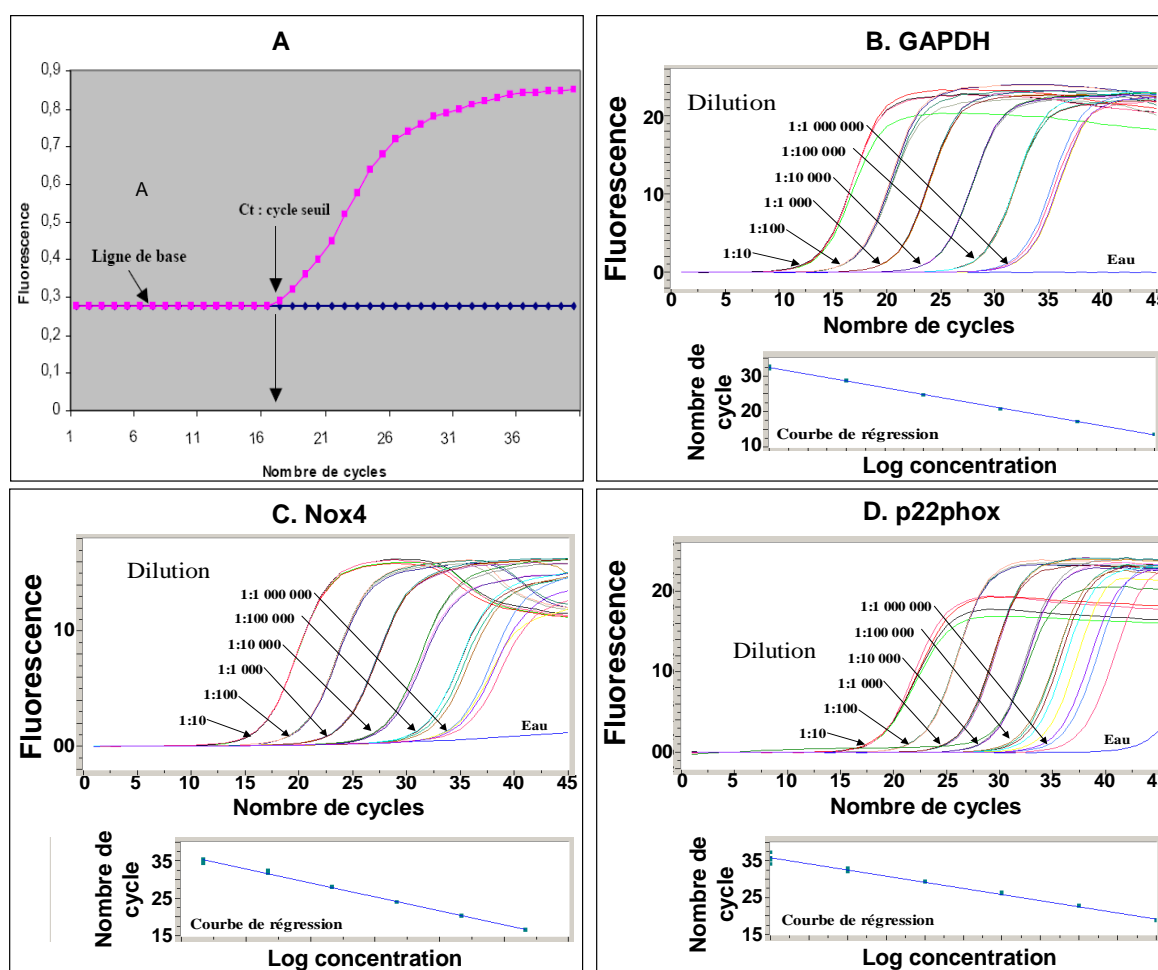 A
0,9
0,8
0,7
0,6
0,5
0,4
0,3
0,2
0,1
0
Fluorescence
A
Ligne de base
Ct : cycle seuil
1 6 11 16 21 26 31 36
Nombre de cycles
B. GAPDH
Fluorescence
20
10
0
Dilution
1:1 000 000
1:100 000
1:10 000
1:1 000
1:100
1:10
Eau
0 5 10 15 20 25 30 35 40 45
Nombre de cycles
Nombre de
cycle
30
20
10
Courbe de régression
Log concentration
C. Nox4
Fluorescence
10
00
Dilution
1:1 000 000
1:100 000
1:10 000
1:1 000
1:100
1:10
Eau
0 5 10 15 20 25 30 35 40 45
Nombre de cycles
Nombre de
cycle
35
25
15
Courbe de régression
Log concentration
D. p22phox
Fluorescence
20
10
00
Dilution
1:1 000 000
1:100 000
1:10 000
1:1 000
1:100
1:10
Eau
0 5 10 15 20 25 30 35 40 45
Nombre de cycles
Nombre de
cycle
35
25
15
Courbe de régression
Log concentration